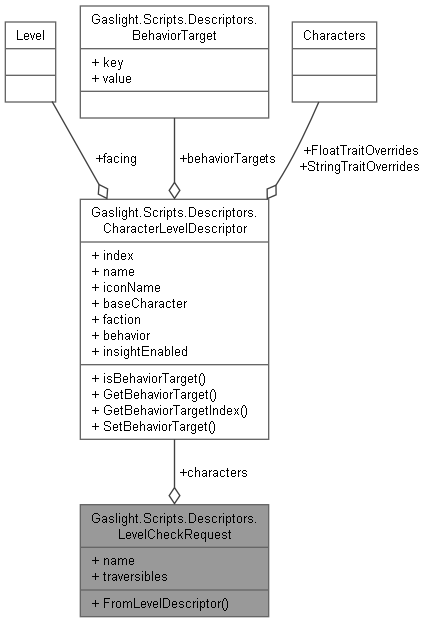 Level
Gaslight.Scripts.Descriptors.
BehaviorTarget
+ key
+ value
Characters
+facing
+behaviorTargets
+FloatTraitOverrides
+StringTraitOverrides
Gaslight.Scripts.Descriptors.
CharacterLevelDescriptor
+ index
+ name
+ iconName
+ baseCharacter
+ faction
+ behavior
+ insightEnabled
+ isBehaviorTarget()
+ GetBehaviorTarget()
+ GetBehaviorTargetIndex()
+ SetBehaviorTarget()
+characters
Gaslight.Scripts.Descriptors.
LevelCheckRequest
+ name
+ traversibles
+ FromLevelDescriptor()